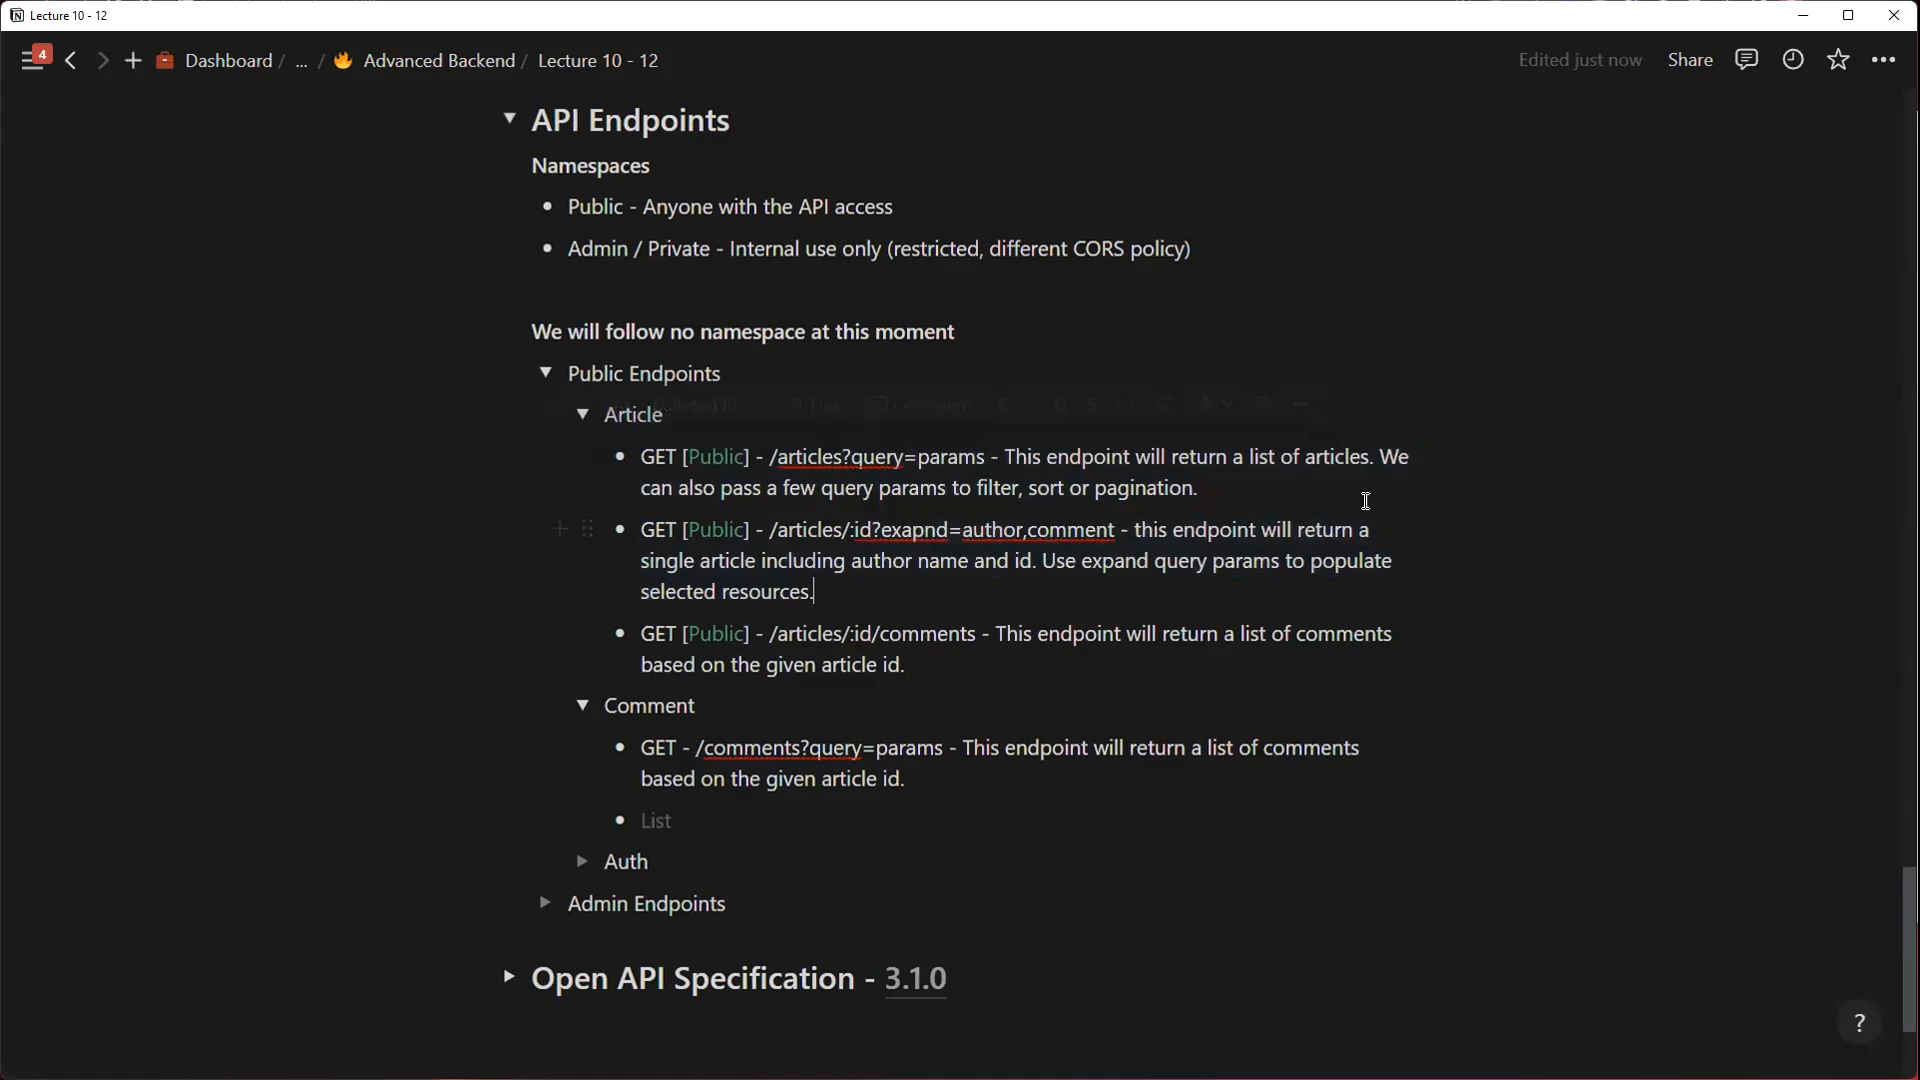 Lecture 10 - 12
4
Dashboard / ... / Advanced Backend / Lecture 10 - 12
Edited just now
Share
API Endpoints
Namespaces
Public - Anyone with the API access
Admin / Private - Internal use only (restricted, different CORS policy)
We will follow no namespace at this moment
Public Endpoints
Article
GET [Public] - /articles?query=params - This endpoint will return a list of articles. We
can also pass a few query params to filter, sort or pagination.
GET [Public] - /articles/:id?exapnd=author,comment - this endpoint will return a
single article including author name and id. Use expand query params to populate
selected resources.
GET [Public] - /articles/:id/comments - This endpoint will return a list of comments
based on the given article id.
Comment
GET - /comments?query=params - This endpoint will return a list of comments
based on the given article id.
List
Auth
Admin Endpoints
Open API Specification - 3.1.0
?